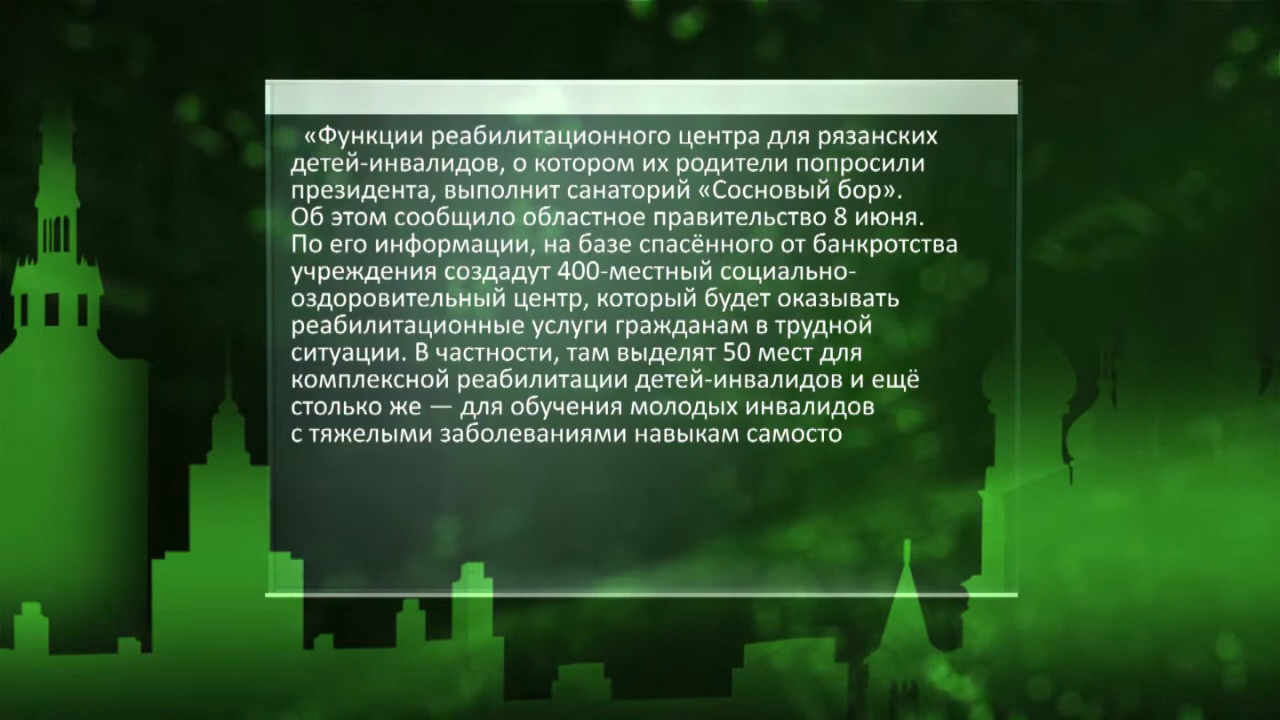 «Функции реабилитационного центра для рязанских
детей-инвалидов, о котором их родители попросили
президента, выполнит санаторий «Сосновый бор».
Об этом сообщило областное правительство 8 июня.
По его информации, на базе спасённого от банкротства
учреждения создадут 400-местный социально-
оздоровительный центр, который будет оказывать
реабилитационные услуги гражданам в трудной
ситуации. В частности, там выделят 50 мест для
комплексной реабилитации детей-инвалидов и ещё
столько же — для обучения молодых инвалидов
с тяжелыми заболеваниями навыкам самосто